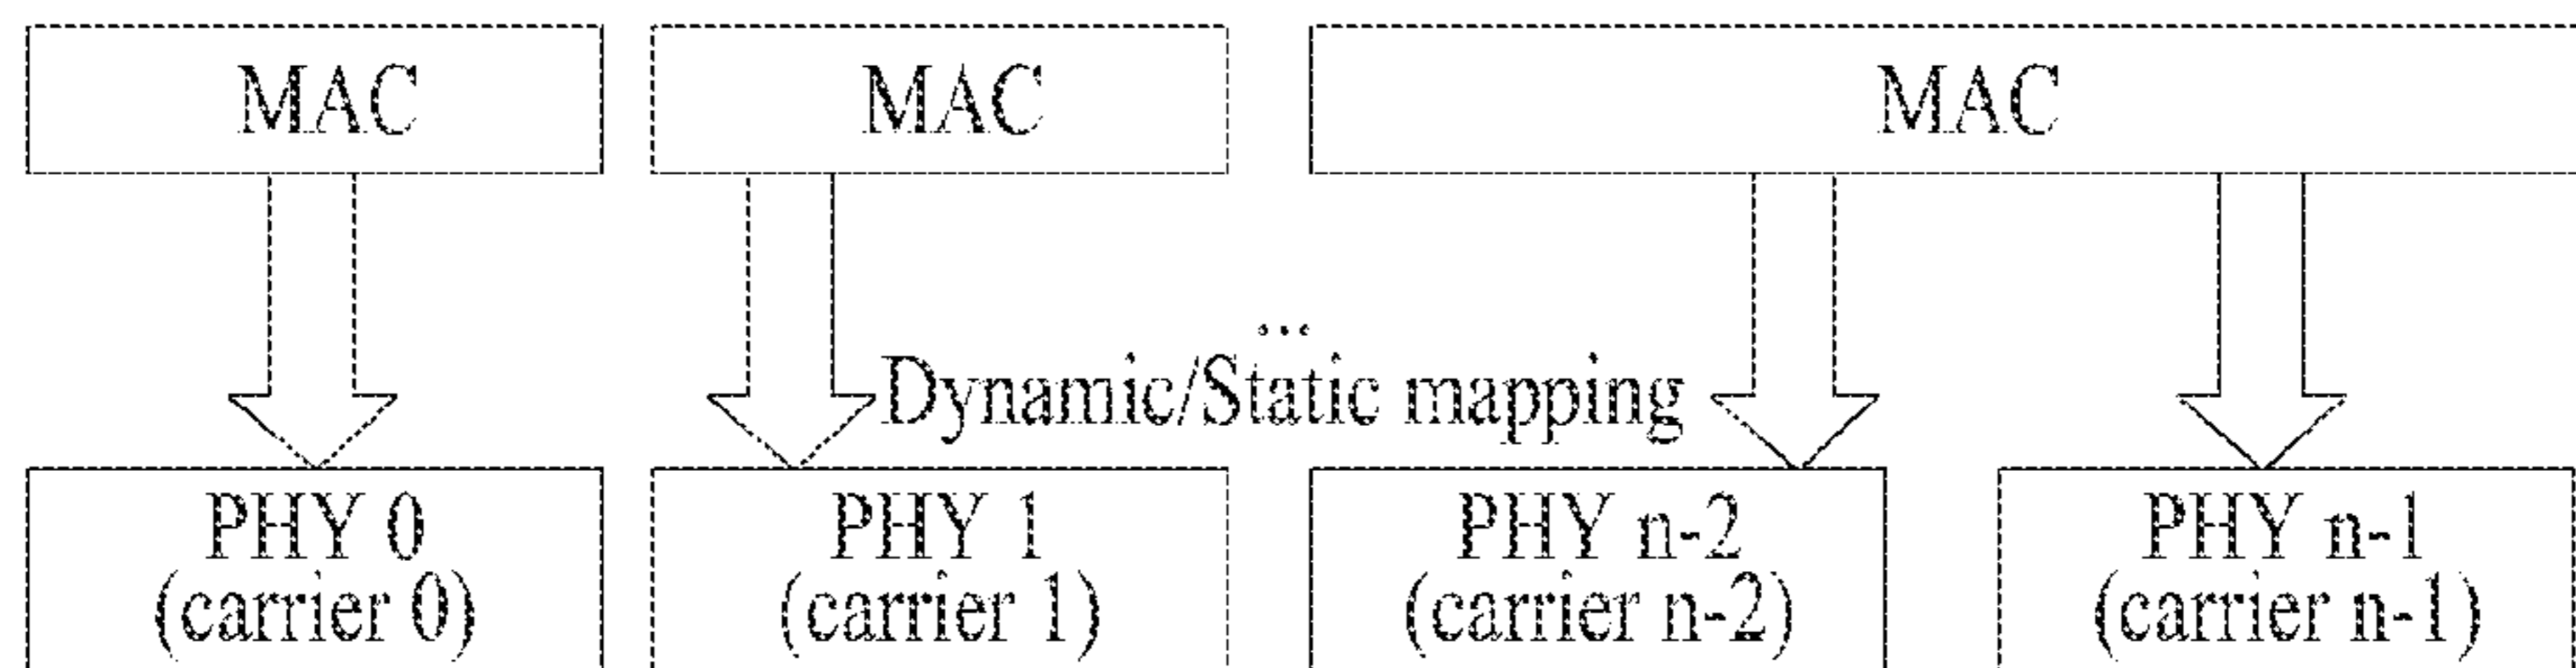 MAC
MAC
MAC
...
Dynamic/Static mapping
PHY 0
(carrier 0)
PHY 1
(carrier 1)
PHY n-2
(carrier n-2)
PHY n-1
(carrier n-1)